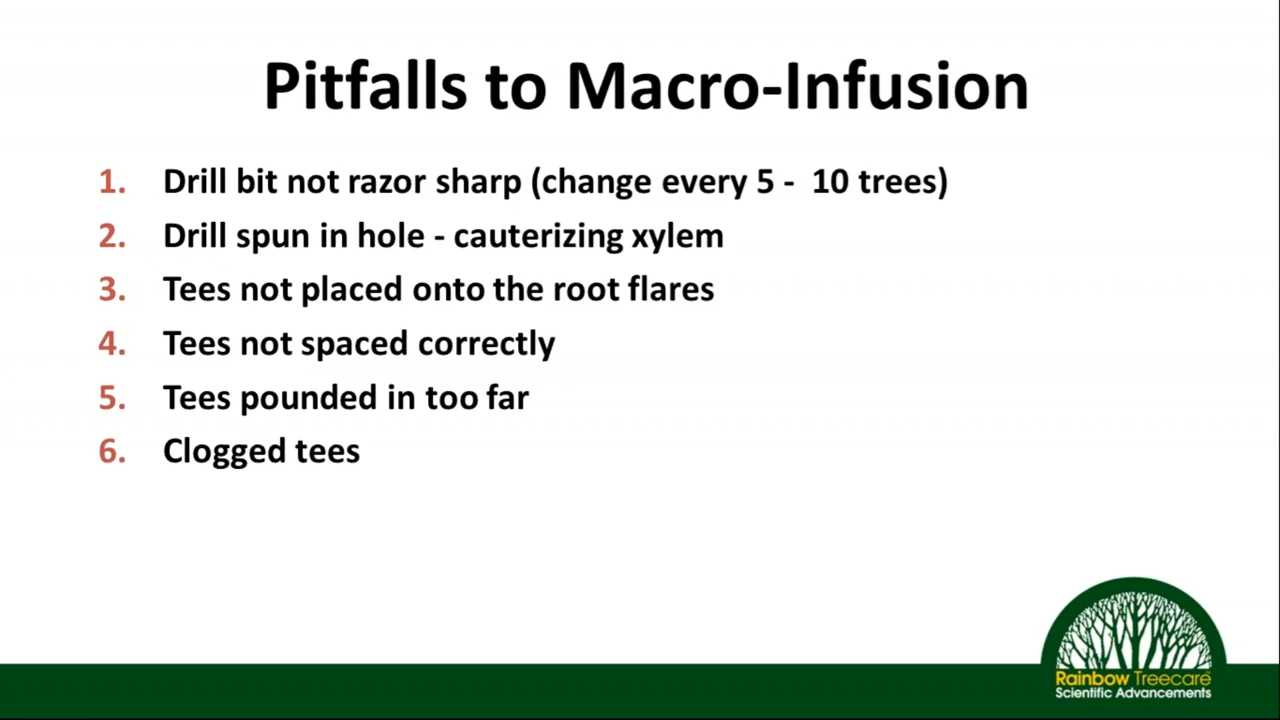 Pitfalls to Macro-Infusion
1. Drill bit not razor sharp (change every 5 - 10 trees)
2. Drill spun in hole - cauterizing xylem
3. Tees not placed onto the root flares
4. Tees not spaced correctly
5. Tees pounded in too far
6. Clogged tees
Rainbow Treecare
Scientific Advancements